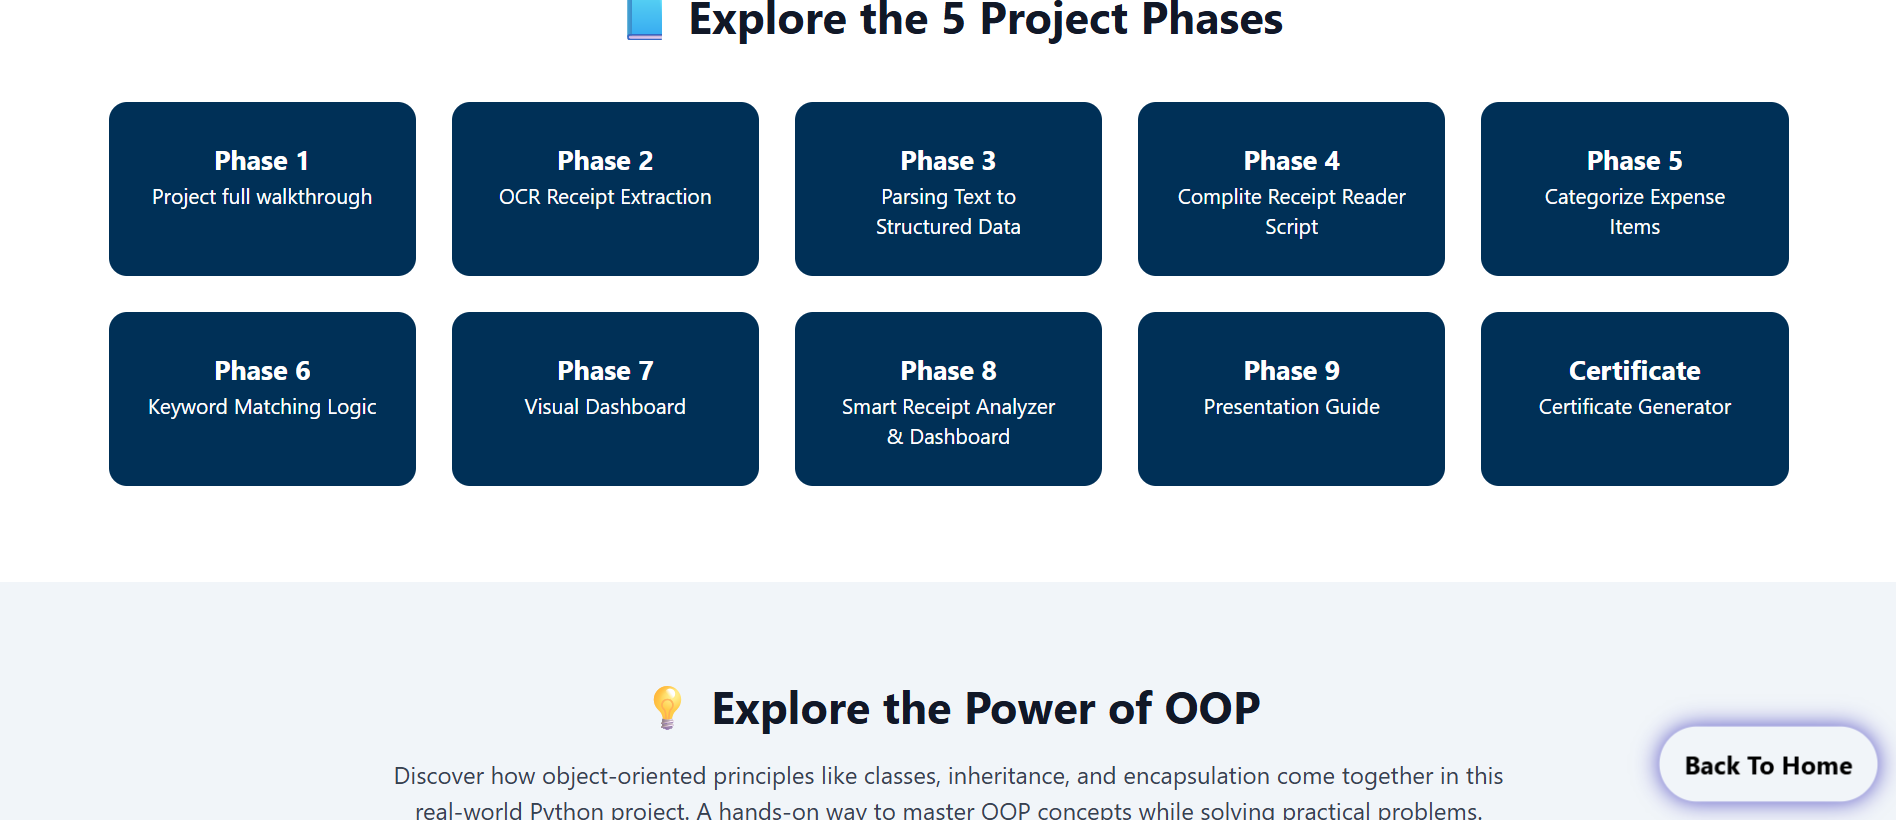 Explore the 5 Project Phases
Phase 1
Project full walkthrough
Phase 2
OCR Receipt Extraction
Phase 3
Parsing Text to
Structured Data
Phase 4
Complite Receipt Reader
Script
Phase 5
Categorize Expense
Items
Phase 6
Keyword Matching Logic
Phase 7
Visual Dashboard
Phase 8
Smart Receipt Analyzer
& Dashboard
Phase 9
Presentation Guide
Certificate
Certificate Generator
Explore the Power of OOP
Discover how object-oriented principles like classes, inheritance, and encapsulation come together in this
real-world Python project. A hands-on way to master OOP concepts while solving practical problems.
Back To Home